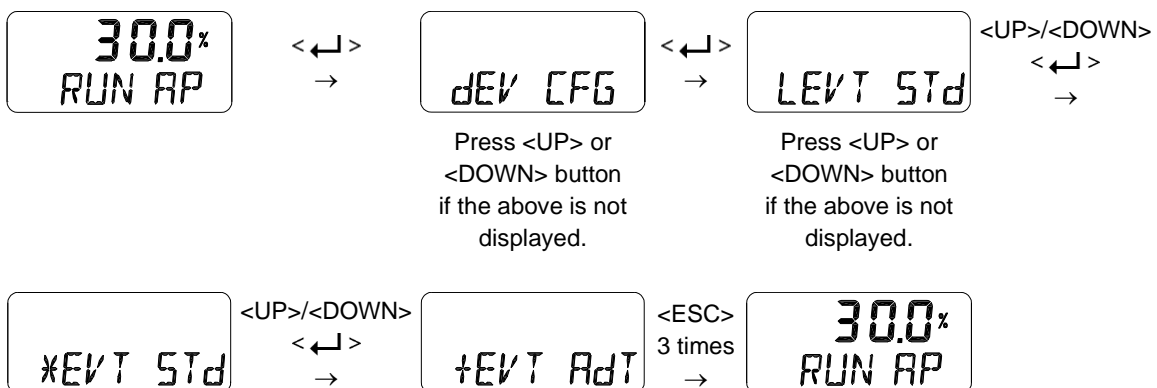 30.0%
RUN AP
< ↵ >
→
dEV CFG
Press <UP> or
<DOWN> button
if the above is not
displayed.
< ↵ >
→
LEVT STd
Press <UP> or
<DOWN> button
if the above is not
displayed.
<UP>/<DOWN>
< ↵ >
→
*EVT STd
<UP>/<DOWN>
< ↵ >
→
+EVT AdT
<ESC>
3 times
→
30.0%
RUN AP